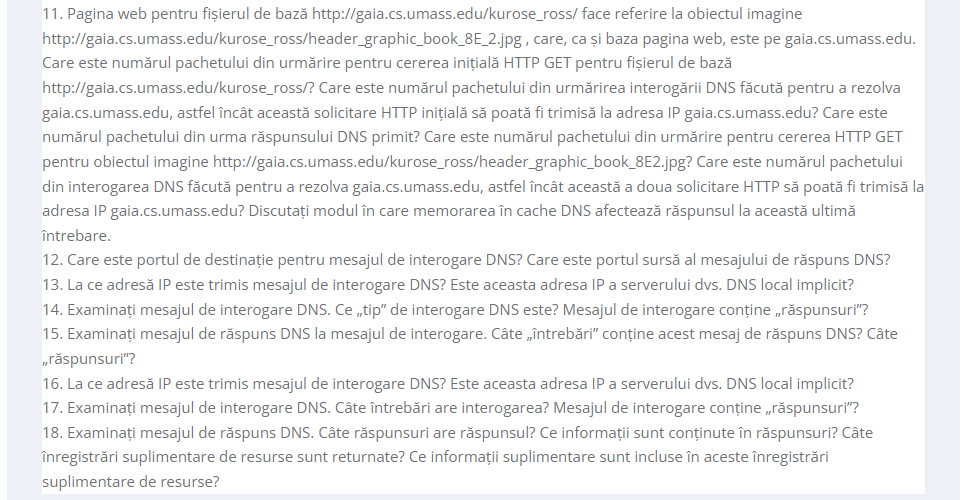 11. Pagina web pentru fișierul de bază http://gaia.cs.umass.edu/kurose_ross/ face referire la obiectul imagine
http://gaia.cs.umass.edu/kurose_ross/header_graphic_book_8E_2.jpg , care, ca și baza pagina web, este pe gaia.cs.umass.edu.
Care este numărul pachetului din urmărire pentru cererea inițială HTTP GET pentru fișierul de bază
http://gaia.cs.umass.edu/kurose_ross/? Care este numărul pachetului din urmărirea interogării DNS făcută pentru a rezolva
gaia.cs.umass.edu, astfel încât această solicitare HTTP inițială să poată fi trimisă la adresa IP gaia.cs.umass.edu? Care este
numărul pachetului din urma răspunsului DNS primit? Care este numărul pachetului din urmărire pentru cererea HTTP GET
pentru obiectul imagine http://gaia.cs.umass.edu/kurose_ross/header_graphic_book_8E2.jpg? Care este numărul pachetului
din interogarea DNS făcută pentru a rezolva gaia.cs.umass.edu, astfel încât această a doua solicitare HTTP să poată fi trimisă la
adresa IP gaia.cs.umass.edu? Discutați modul în care memorarea în cache DNS afectează răspunsul la această ultimă
întrebare.
12. Care este portul de destinație pentru mesajul de interogare DNS? Care este portul sursă al mesajului de răspuns DNS?
13. La ce adresă IP este trimis mesajul de interogare DNS? Este aceasta adresa IP a serverului dvs. DNS local implicit?
14. Examinați mesajul de interogare DNS. Ce „tip” de interogare DNS este? Mesajul de interogare conține „răspunsuri”?
15. Examinați mesajul de răspuns DNS la mesajul de interogare. Câte „întrebări” conține acest mesaj de răspuns DNS? Câte
„răspunsuri”?
16. La ce adresă IP este trimis mesajul de interogare DNS? Este aceasta adresa IP a serverului dvs. DNS local implicit?
17. Examinați mesajul de interogare DNS. Câte întrebări are interogarea? Mesajul de interogare conține „răspunsuri”?
18. Examinați mesajul de răspuns DNS. Câte răspunsuri are răspunsul? Ce informații sunt conținute în răspunsuri? Câte
înregistrări suplimentare de resurse sunt returnate? Ce informații suplimentare sunt incluse în aceste înregistrări
suplimentare de resurse?